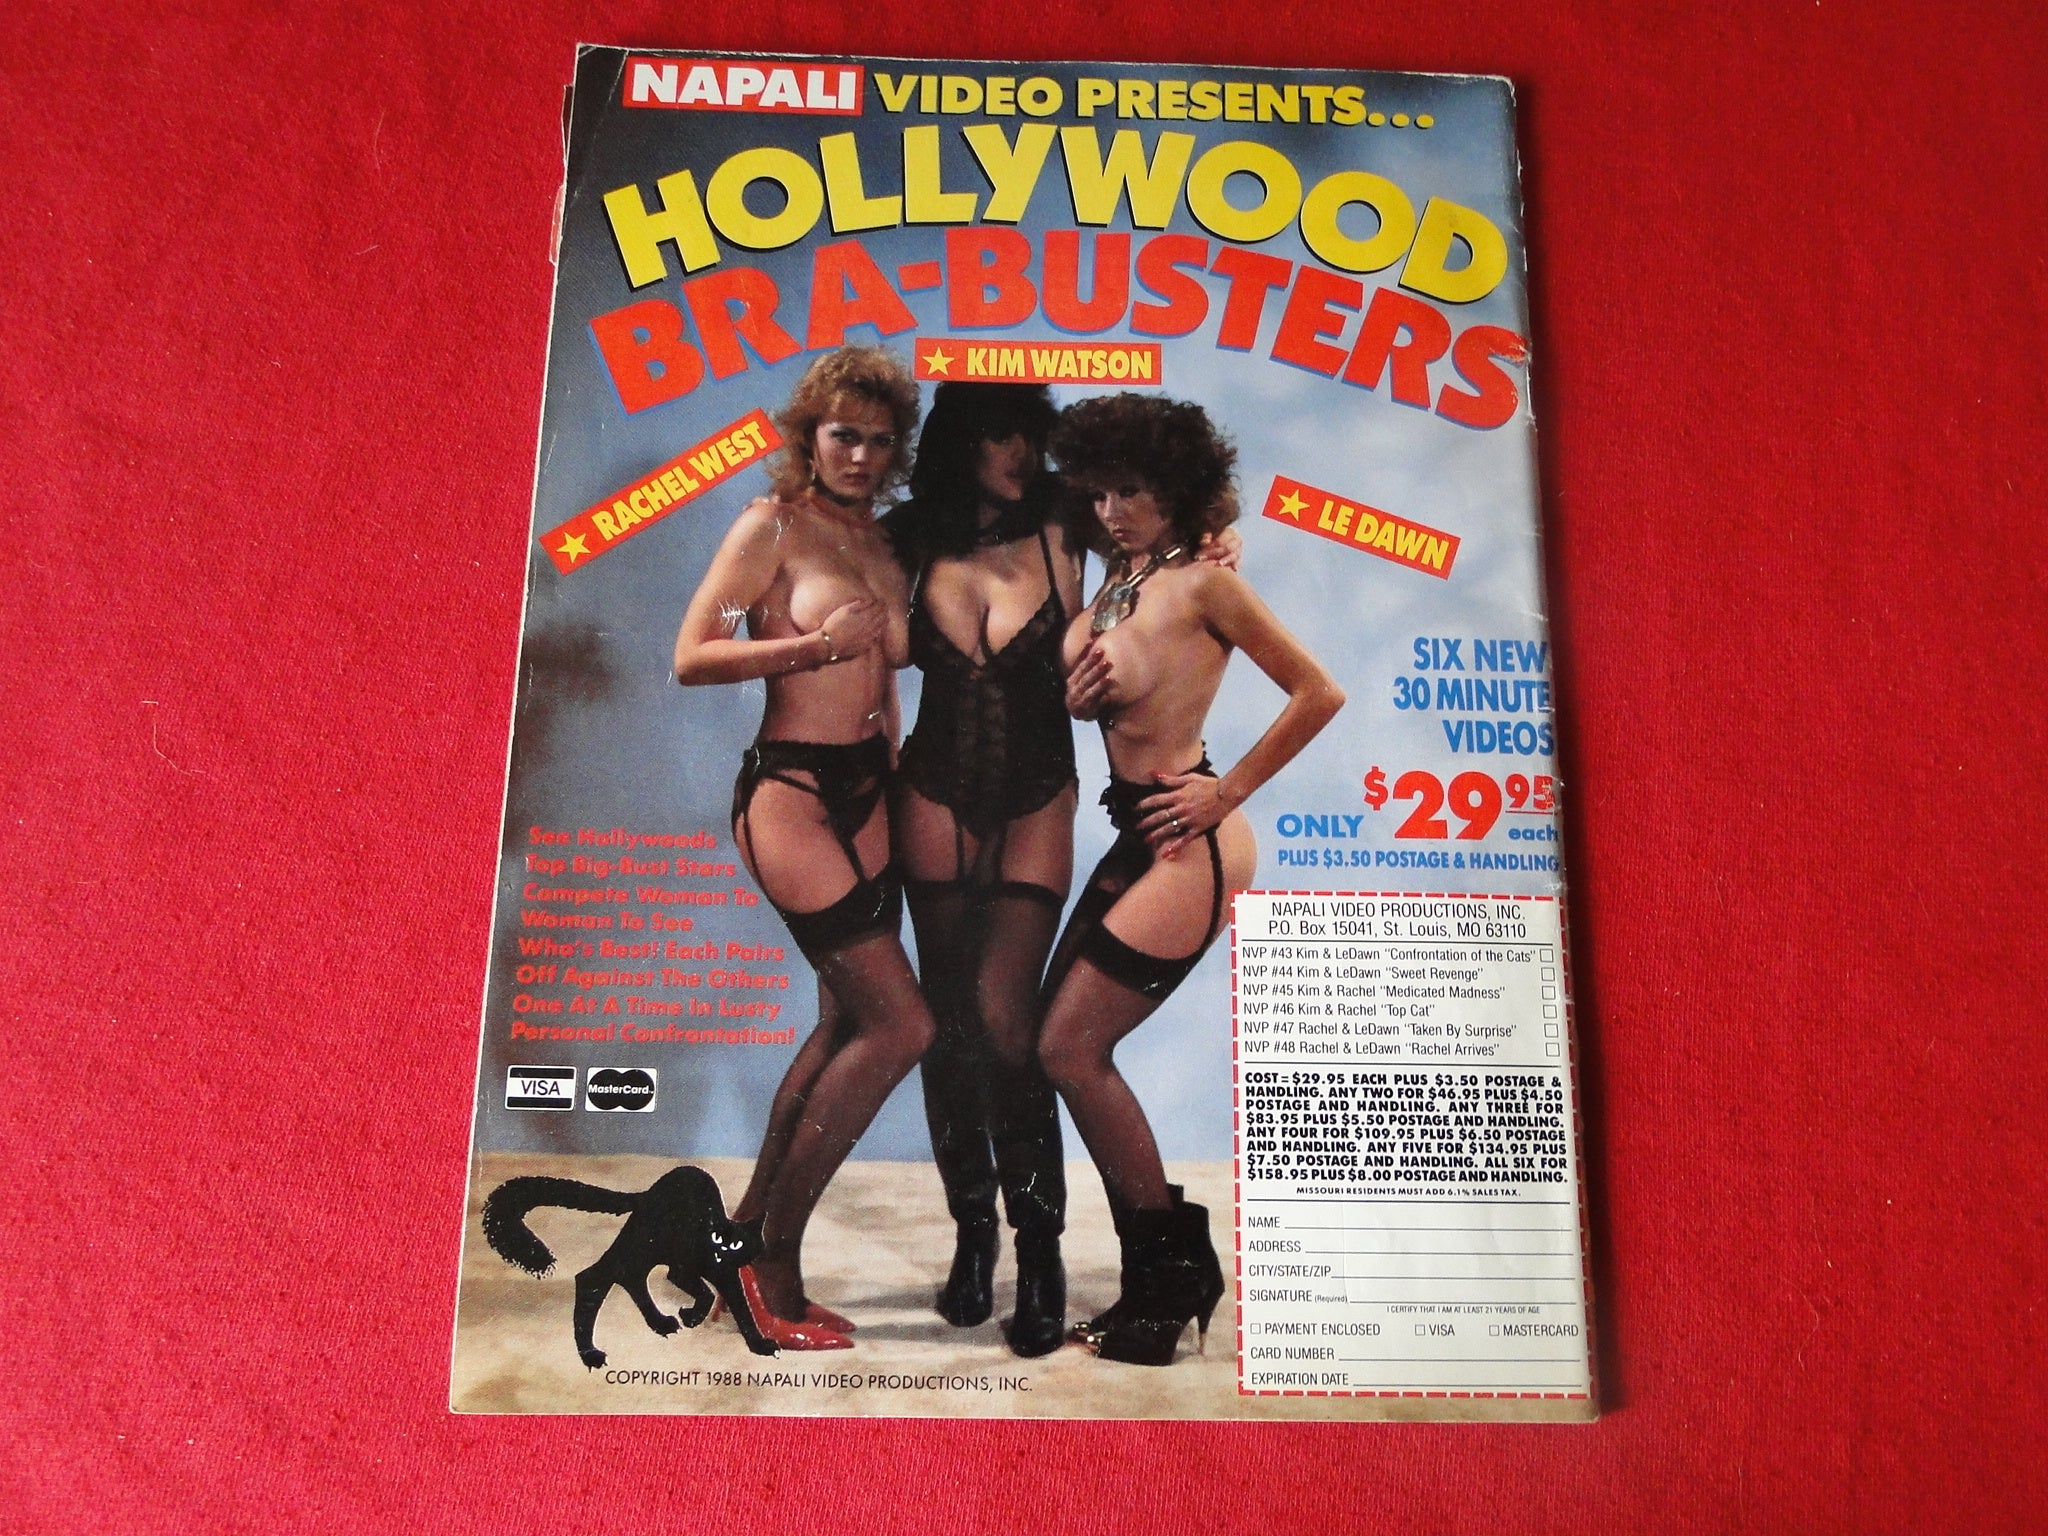 NAPALI VIDEO PRESENTS...
HOLLYWOOD
BRA-BUSTERS
★ KIM WATSON
★ RACHEL WEST
★ LE DAWN
SIX NEW
30 MINUTE
VIDEOS
ONLY $29.95 each
PLUS $3.50 POSTAGE & HANDLING
See Hollywoods
Top Big-Bust Stars
Compete Woman To
Woman To See
Who's Best! Each Pairs
Off Against The Others
One At A Time In Lusty
Personal Confrontation!
VISA MasterCard
COPYRIGHT 1988 NAPALI VIDEO PRODUCTIONS, INC.
NAPALI VIDEO PRODUCTIONS, INC.
P.O. Box 15041, St. Louis, MO 63110
NVP #43 Kim & LeDawn "Confrontation of the Cats" □
NVP #44 Kim & LeDawn "Sweet Revenge" □
NVP #45 Kim & Rachel "Medicated Madness" □
NVP #46 Kim & Rachel "Top Cat" □
NVP #47 Rachel & LeDawn "Taken By Surprise" □
NVP #48 Rachel & LeDawn "Rachel Arrives" □
COST=$29.95 EACH PLUS $3.50 POSTAGE &
HANDLING. ANY TWO FOR $46.95 PLUS $4.50
POSTAGE AND HANDLING. ANY THREE FOR
$83.95 PLUS $5.50 POSTAGE AND HANDLING.
ANY FOUR FOR $109.95 PLUS $6.50 POSTAGE
AND HANDLING. ANY FIVE FOR $134.95 PLUS
$7.50 POSTAGE AND HANDLING. ALL SIX FOR
$158.95 PLUS $8.00 POSTAGE AND HANDLING.
MISSOURI RESIDENTS MUST ADD 6.1% SALES TAX.
NAME
ADDRESS
CITY/STATE/ZIP
SIGNATURE (Required)
I CERTIFY THAT I AM AT LEAST 21 YEARS OF AGE
□ PAYMENT ENCLOSED □ VISA □ MASTERCARD
CARD NUMBER
EXPIRATION DATE